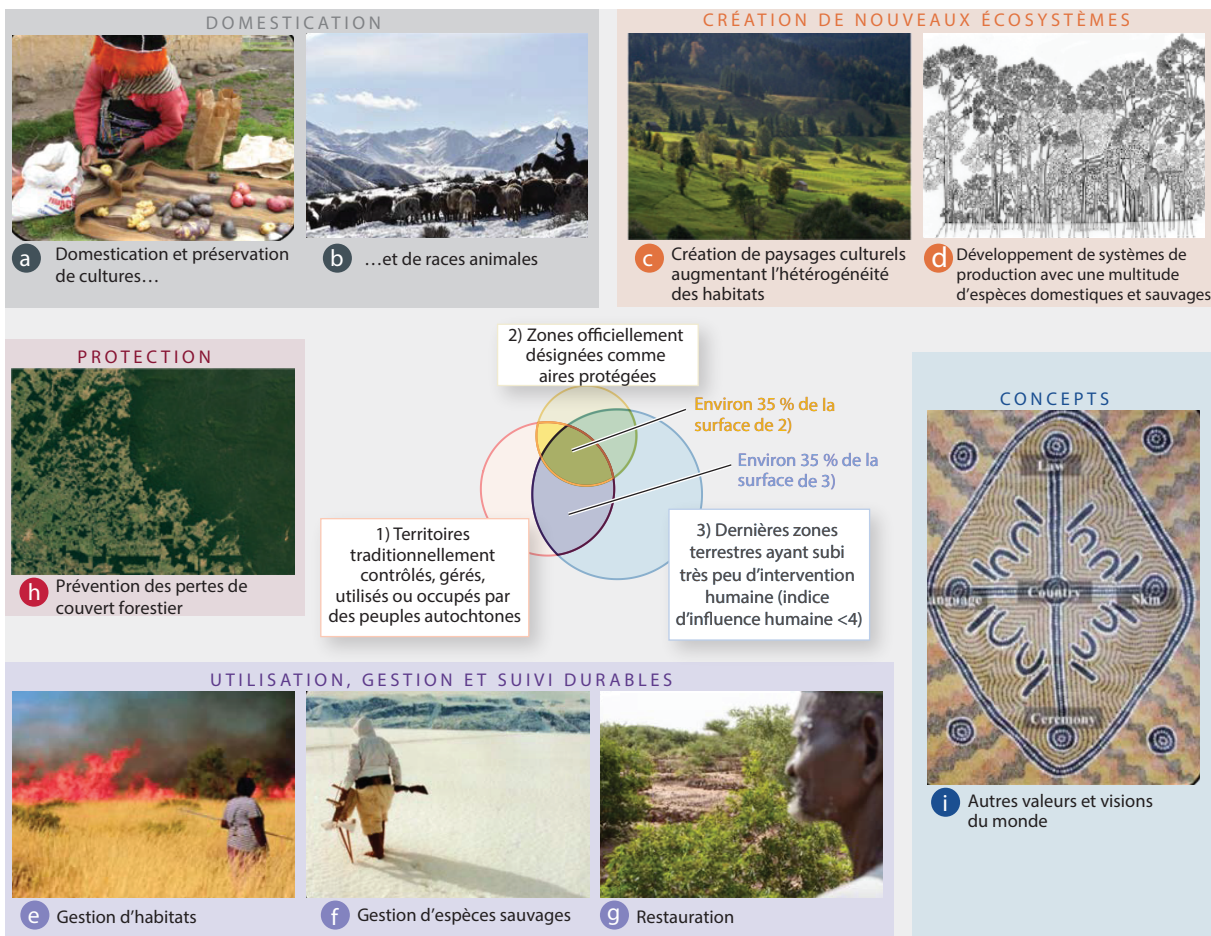 DOMESTICATION
a Domestication et préservation
de cultures…
b …et de races animales
CRÉATION DE NOUVEAUX ÉCOSYSTÈMES
c Création de paysages culturels
augmentant l'hétérogénéité
des habitats
d Développement de systèmes de
production avec une multitude
d'espèces domestiques et sauvages
PROTECTION
h Prévention des pertes de
couvert forestier
2) Zones officiellement
désignées comme
aires protégées
Environ 35 % de la
surface de 2)
Environ 35 % de la
surface de 3)
1) Territoires
traditionnellement
contrôlés, gérés,
utilisés ou occupés par
des peuples autochtones
3) Dernières zones
terrestres ayant subi
très peu d'intervention
humaine (indice
d'influence humaine <4)
CONCEPTS
Law
Language Country Skin
Ceremony
i Autres valeurs et visions
du monde
UTILISATION, GESTION ET SUIVI DURABLES
e Gestion d'habitats
f Gestion d'espèces sauvages
g Restauration